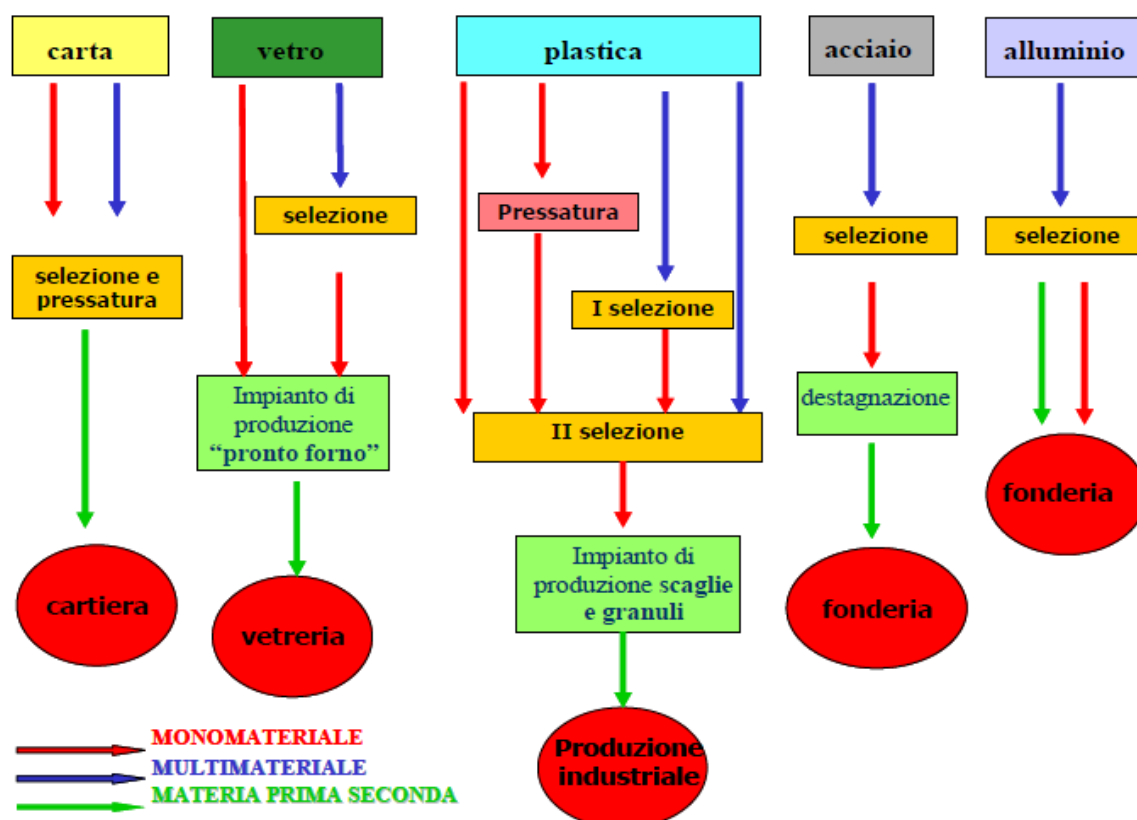 carta
vetro
plastica
acciaio
alluminio
selezione
Pressatura
selezione
selezione
selezione e
pressatura
I selezione
Impianto di
produzione
“pronto forno”
destagnazione
II selezione
fonderia
Impianto di
produzione scaglie
e granuli
cartiera
vetreria
fonderia
Produzione
industriale
MONOMATERIALE
MULTIMATERIALE
MATERIA PRIMA SECONDA